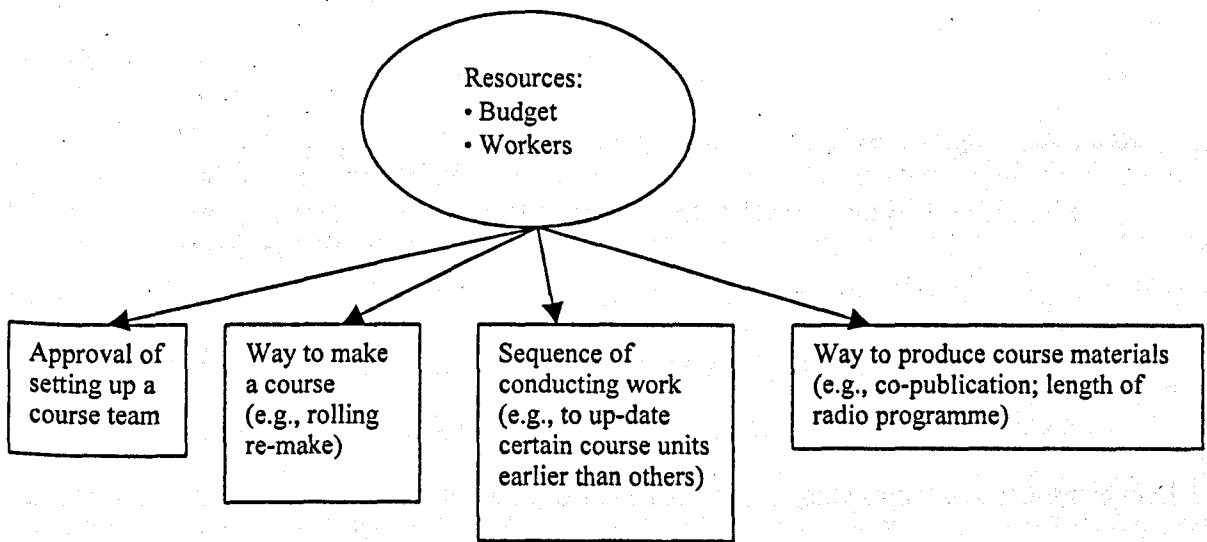 Resources:
• Budget
• Workers
Approval of
setting up a
course team
Way to make
a course
(e.g., rolling
re-make)
Sequence of
conducting work
(e.g., to up-date
certain course units
earlier than others)
Way to produce course materials
(e.g., co-publication; length of
radio programme)